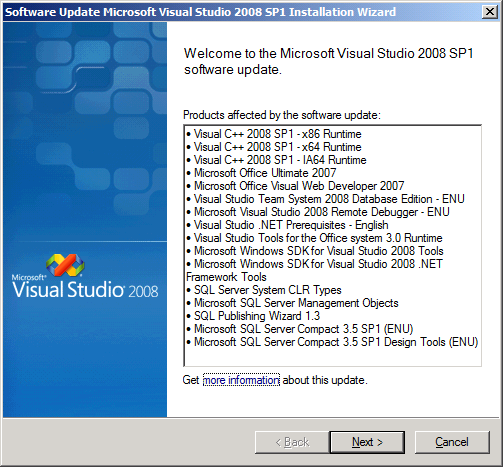 Software Update Microsoft Visual Studio 2008 SP1 Installation Wizard
Welcome to the Microsoft Visual Studio 2008 SP1
software update.
Products affected by the software update:
• Visual C++ 2008 SP1 - x86 Runtime
• Visual C++ 2008 SP1 - x64 Runtime
• Visual C++ 2008 SP1 - IA64 Runtime
• Microsoft Office Ultimate 2007
• Microsoft Office Visual Web Developer 2007
• Visual Studio Team System 2008 Database Edition - ENU
• Microsoft Visual Studio 2008 Remote Debugger - ENU
• Visual Studio .NET Prerequisites - English
• Visual Studio Tools for the Office system 3.0 Runtime
• Microsoft Windows SDK for Visual Studio 2008 Tools
• Microsoft Windows SDK for Visual Studio 2008 .NET
Framework Tools
• SQL Server System CLR Types
• Microsoft SQL Server Management Objects
• SQL Publishing Wizard 1.3
• Microsoft SQL Server Compact 3.5 SP1 (ENU)
• Microsoft SQL Server Compact 3.5 SP1 Design Tools (ENU)
Microsoft®
Visual Studio® 2008
Get more information about this update.
< Back
Next >
Cancel